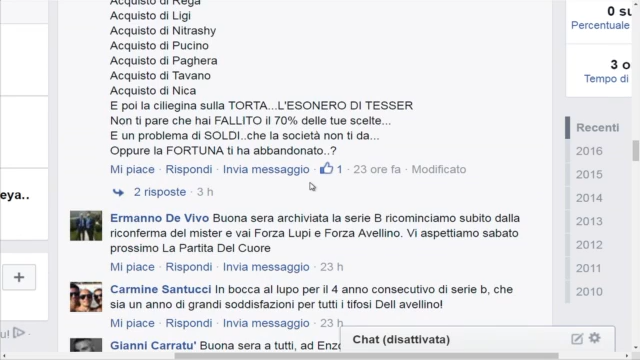 Acquisto di Rega
Acquisto di Ligi
Acquisto di Nitrashy
Acquisto di Pucino
Acquisto di Paghera
Acquisto di Tavano
Acquisto di Nica
E poi la ciliegina sulla TORTA...L'ESONERO DI TESSER
Non ti pare che hai FALLITO il 70% delle tue scelte...
E un problema di SOLDI..che la società non ti da...
Oppure la FORTUNA ti ha abbandonato..?
Mi piace · Rispondi · Invia messaggio · 1 · 23 ore fa · Modificato
2 risposte · 3 h
Ermanno De Vivo Buona sera archiviata la serie B ricominciamo subito dalla
riconferma del mister e vai Forza Lupi e Forza Avellino. Vi aspettiamo sabato
prossimo La Partita Del Cuore
Mi piace · Rispondi · Invia messaggio · 23 h
Carmine Santucci In bocca al lupo per il 4 anno consecutivo di serie b, che
sia un anno di grandi soddisfazioni per tutti i tifosi Dell avellino!
Mi piace · Rispondi · Invia messaggio · 23 h
Gianni Carratu' Buona sera a tutti, ad Enzo
Chat (disattivata)
eya..
+
u!
0 su
Percentuale
3 o
Tempo di
Recenti
2016
2015
2014
2013
2012
2011
2010